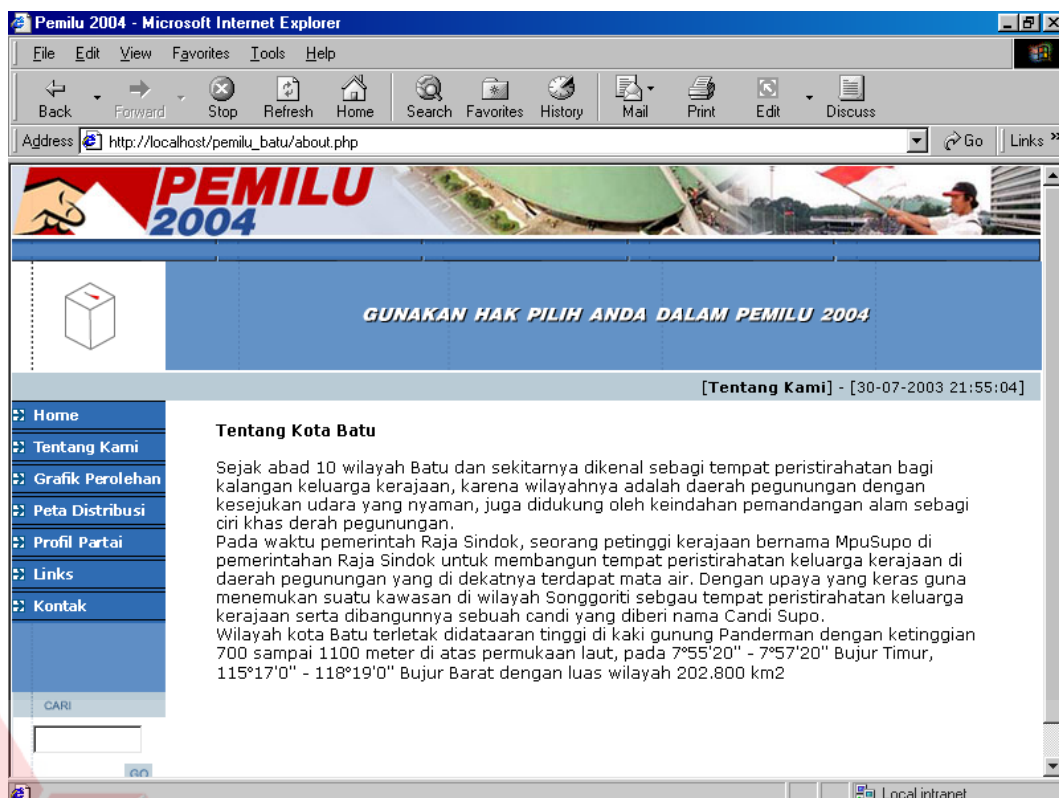 Pemilu 2004 - Microsoft Internet Explorer
File Edit View Favorites Tools Help
Back Forward Stop Refresh Home Search Favorites History Mail Print Edit Discuss
Address http://localhost/pemilu_batu/about.php Go Links »
PEMILU
2004
GUNAKAN HAK PILIH ANDA DALAM PEMILU 2004
[Tentang Kami] - [30-07-2003 21:55:04]
Home
Tentang Kami
Grafik Perolehan
Peta Distribusi
Profil Partai
Links
Kontak
CARI
GO
Tentang Kota Batu
Sejak abad 10 wilayah Batu dan sekitarnya dikenal sebagi tempat peristirahatan bagi
kalangan keluarga kerajaan, karena wilayahnya adalah daerah pegunungan dengan
kesejukan udara yang nyaman, juga didukung oleh keindahan pemandangan alam sebagi
ciri khas derah pegunungan.
Pada waktu pemerintah Raja Sindok, seorang petinggi kerajaan bernama MpuSupo di
pemerintahan Raja Sindok untuk membangun tempat peristirahatan keluarga kerajaan di
daerah pegunungan yang di dekatnya terdapat mata air. Dengan upaya yang keras guna
menemukan suatu kawasan di wilayah Songgoriti sebgau tempat peristirahatan keluarga
kerajaan serta dibangunnya sebuah candi yang diberi nama Candi Supo.
Wilayah kota Batu terletak didataaran tinggi di kaki gunung Panderman dengan ketinggian
700 sampai 1100 meter di atas permukaan laut, pada 7°55'20" - 7°57'20" Bujur Timur,
115°17'0" - 118°19'0" Bujur Barat dengan luas wilayah 202.800 km2
Local intranet